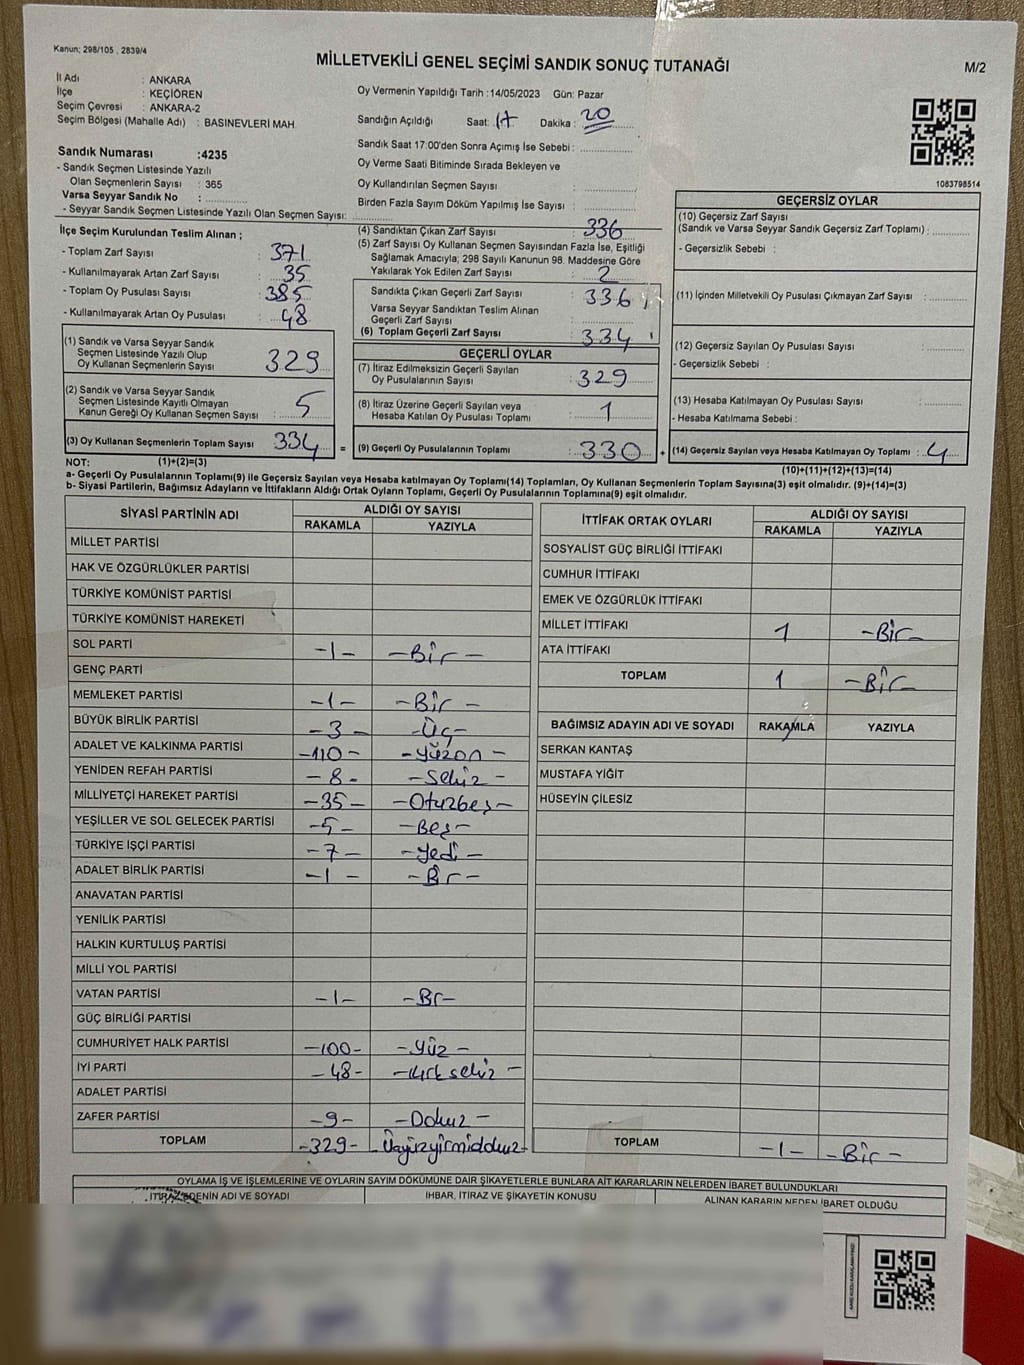 Kanun; 298/105 , 2839/4
MİLLETVEKİLİ GENEL SEÇİMİ SANDIK SONUÇ TUTANAĞI
M/2
İl Adı : ANKARA
İlçe : KEÇİÖREN
Seçim Çevresi : ANKARA-2
Seçim Bölgesi (Mahalle Adı) : BASINEVLERİ MAH.
Oy Vermenin Yapıldığı Tarih :14/05/2023 Gün: Pazar
Sandığın Açıldığı Saat: 17 Dakika: 20
Sandık Saat 17:00'den Sonra Açımış İse Sebebi :
Oy Verme Saati Bitiminde Sırada Bekleyen ve
Oy Kullandırılan Seçmen Sayısı :
Birden Fazla Sayım Döküm Yapılmış İse Sayısı :
Sandık Numarası :4235
- Sandık Seçmen Listesinde Yazılı
Olan Seçmenlerin Sayısı : 365
Varsa Seyyar Sandık No :
- Seyyar Sandık Seçmen Listesinde Yazılı Olan Seçmen Sayısı:
1083798514
İlçe Seçim Kurulundan Teslim Alınan ;
- Toplam Zarf Sayısı : 371
- Kullanılmayarak Artan Zarf Sayısı : 35
- Toplam Oy Pusulası Sayısı : 385
- Kullanılmayarak Artan Oy Pusulası : 48
(1) Sandık ve Varsa Seyyar Sandık
Seçmen Listesinde Yazılı Olup
Oy Kullanan Seçmenlerin Sayısı : 329
(2) Sandık ve Varsa Seyyar Sandık
Seçmen Listesinde Kayıtlı Olmayan
Kanun Gereği Oy Kullanan Seçmen Sayısı : 5
(3) Oy Kullanan Seçmenlerin Toplam Sayısı : 334
(4) Sandıktan Çıkan Zarf Sayısı : 336
(5) Zarf Sayısı Oy Kullanan Seçmen Sayısından Fazla İse, Eşitliği
Sağlamak Amacıyla; 298 Sayılı Kanunun 98. Maddesine Göre
Yakılarak Yok Edilen Zarf Sayısı : 2
Sandıkta Çıkan Geçerli Zarf Sayısı : 336
Varsa Seyyar Sandıktan Teslim Alınan
Geçerli Zarf Sayısı :
(6) Toplam Geçerli Zarf Sayısı : 334
GEÇERLİ OYLAR
(7) İtiraz Edilmeksizin Geçerli Sayılan
Oy Pusulalarının Sayısı : 329
(8) İtiraz Üzerine Geçerli Sayılan veya
Hesaba Katılan Oy Pusulası Toplamı : 1
= (9) Geçerli Oy Pusulalarının Toplamı : 330
GEÇERSİZ OYLAR
(10) Geçersiz Zarf Sayısı
(Sandık ve Varsa Seyyar Sandık Geçersiz Zarf Toplamı) :
- Geçersizlik Sebebi :
(11) İçinden Milletvekili Oy Pusulası Çıkmayan Zarf Sayısı :
(12) Geçersiz Sayılan Oy Pusulası Sayısı :
- Geçersizlik Sebebi :
(13) Hesaba Katılmayan Oy Pusulası Sayısı :
- Hesaba Katılmama Sebebi :
+ (14) Geçersiz Sayılan veya Hesaba Katılmayan Oy Toplamı : 4
NOT: (1)+(2)=(3)
(10)+(11)+(12)+(13)=(14)
a- Geçerli Oy Pusulalarının Toplamı(9) ile Geçersiz Sayılan veya Hesaba Katılmayan Oy Toplamı(14) Toplamları, Oy Kullanan Seçmenlerin Toplam Sayısına(3) eşit olmalıdır. (9)+(14)=(3)
b- Siyasi Partilerin, Bağımsız Adayların ve İttifakların Aldığı Ortak Oyların Toplamı, Geçerli Oy Pusulalarının Toplamına(9) eşit olmalıdır.
SİYASİ PARTİNİN ADI ALDIĞI OY SAYISI
RAKAMLA YAZIYLA
MİLLET PARTİSİ
HAK VE ÖZGÜRLÜKLER PARTİSİ
TÜRKİYE KOMÜNİST PARTİSİ
TÜRKİYE KOMÜNİST HAREKETİ
SOL PARTİ -1- -Bir-
GENÇ PARTİ
MEMLEKET PARTİSİ -1- -Bir-
BÜYÜK BİRLİK PARTİSİ -3- -Üç-
ADALET VE KALKINMA PARTİSİ -110- -Yüzon-
YENİDEN REFAH PARTİSİ -8- -Sekiz-
MİLLİYETÇİ HAREKET PARTİSİ -35- -Otuzbeş-
YEŞİLLER VE SOL GELECEK PARTİSİ -5- -Beş-
TÜRKİYE İŞÇİ PARTİSİ -7- -Yedi-
ADALET BİRLİK PARTİSİ -1- -Bir-
ANAVATAN PARTİSİ
YENİLİK PARTİSİ
HALKIN KURTULUŞ PARTİSİ
MİLLİ YOL PARTİSİ
VATAN PARTİSİ -1- -Bir-
GÜÇ BİRLİĞİ PARTİSİ
CUMHURİYET HALK PARTİSİ -100- -Yüz-
İYİ PARTİ -48- -Kırksekiz-
ADALET PARTİSİ
ZAFER PARTİSİ -9- -Dokuz-
TOPLAM -329- -Üçyüzyirmidokuz-
İTTİFAK ORTAK OYLARI ALDIĞI OY SAYISI
RAKAMLA YAZIYLA
SOSYALİST GÜÇ BİRLİĞİ İTTİFAKI
CUMHUR İTTİFAKI
EMEK VE ÖZGÜRLÜK İTTİFAKI
MİLLET İTTİFAKI 1 -Bir-
ATA İTTİFAKI
TOPLAM 1 -Bir-
BAĞIMSIZ ADAYIN ADI VE SOYADI RAKAMLA YAZIYLA
SERKAN KANTAŞ
MUSTAFA YİĞİT
HÜSEYİN ÇİLESİZ
TOPLAM -1- -Bir-
OYLAMA İŞ VE İŞLEMLERİNE VE OYLARIN SAYIM DÖKÜMÜNE DAİR ŞİKAYETLERLE BUNLARA AİT KARARLARIN NELERDEN İBARET BULUNDUKLARI
İTİRAZ EDENİN ADI VE SOYADI İHBAR, İTİRAZ VE ŞİKAYETİN KONUSU ALINAN KARARIN NEDEN İBARET OLDUĞU